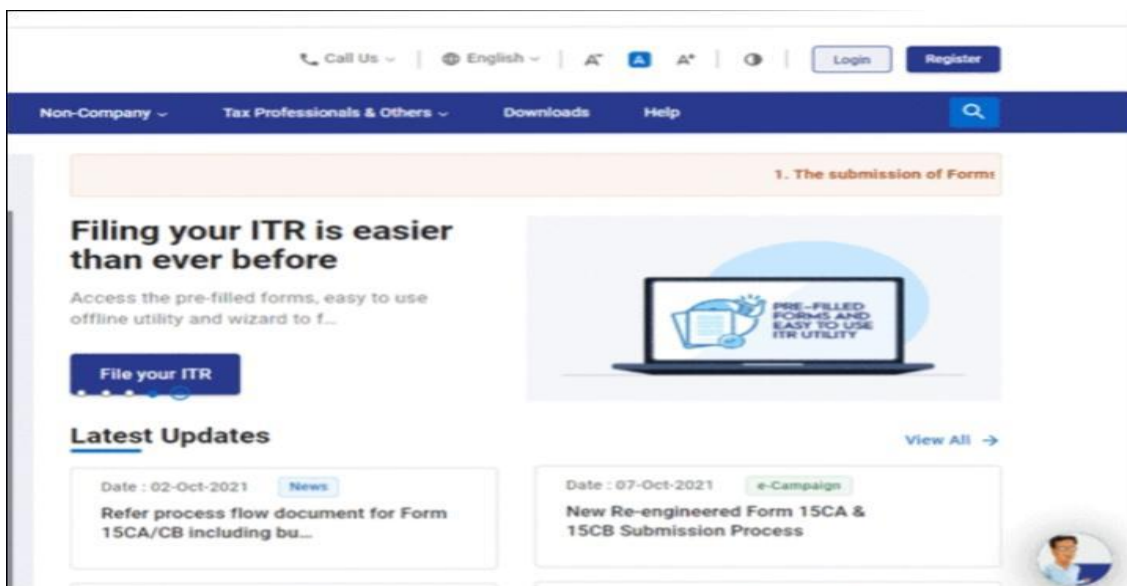 Call Us English A- A A+ Login Register
Non-Company Tax Professionals & Others Downloads Help
1. The submission of Forms
Filing your ITR is easier
than ever before
Access the pre-filled forms, easy to use
offline utility and wizard to f...
PRE-FILLED
FORMS AND
EASY TO USE
ITR UTILITY
File your ITR
Latest Updates
View All →
Date : 02-Oct-2021 News
Refer process flow document for Form
15CA/CB including bu...
Date : 07-Oct-2021 e-Campaign
New Re-engineered Form 15CA &
15CB Submission Process